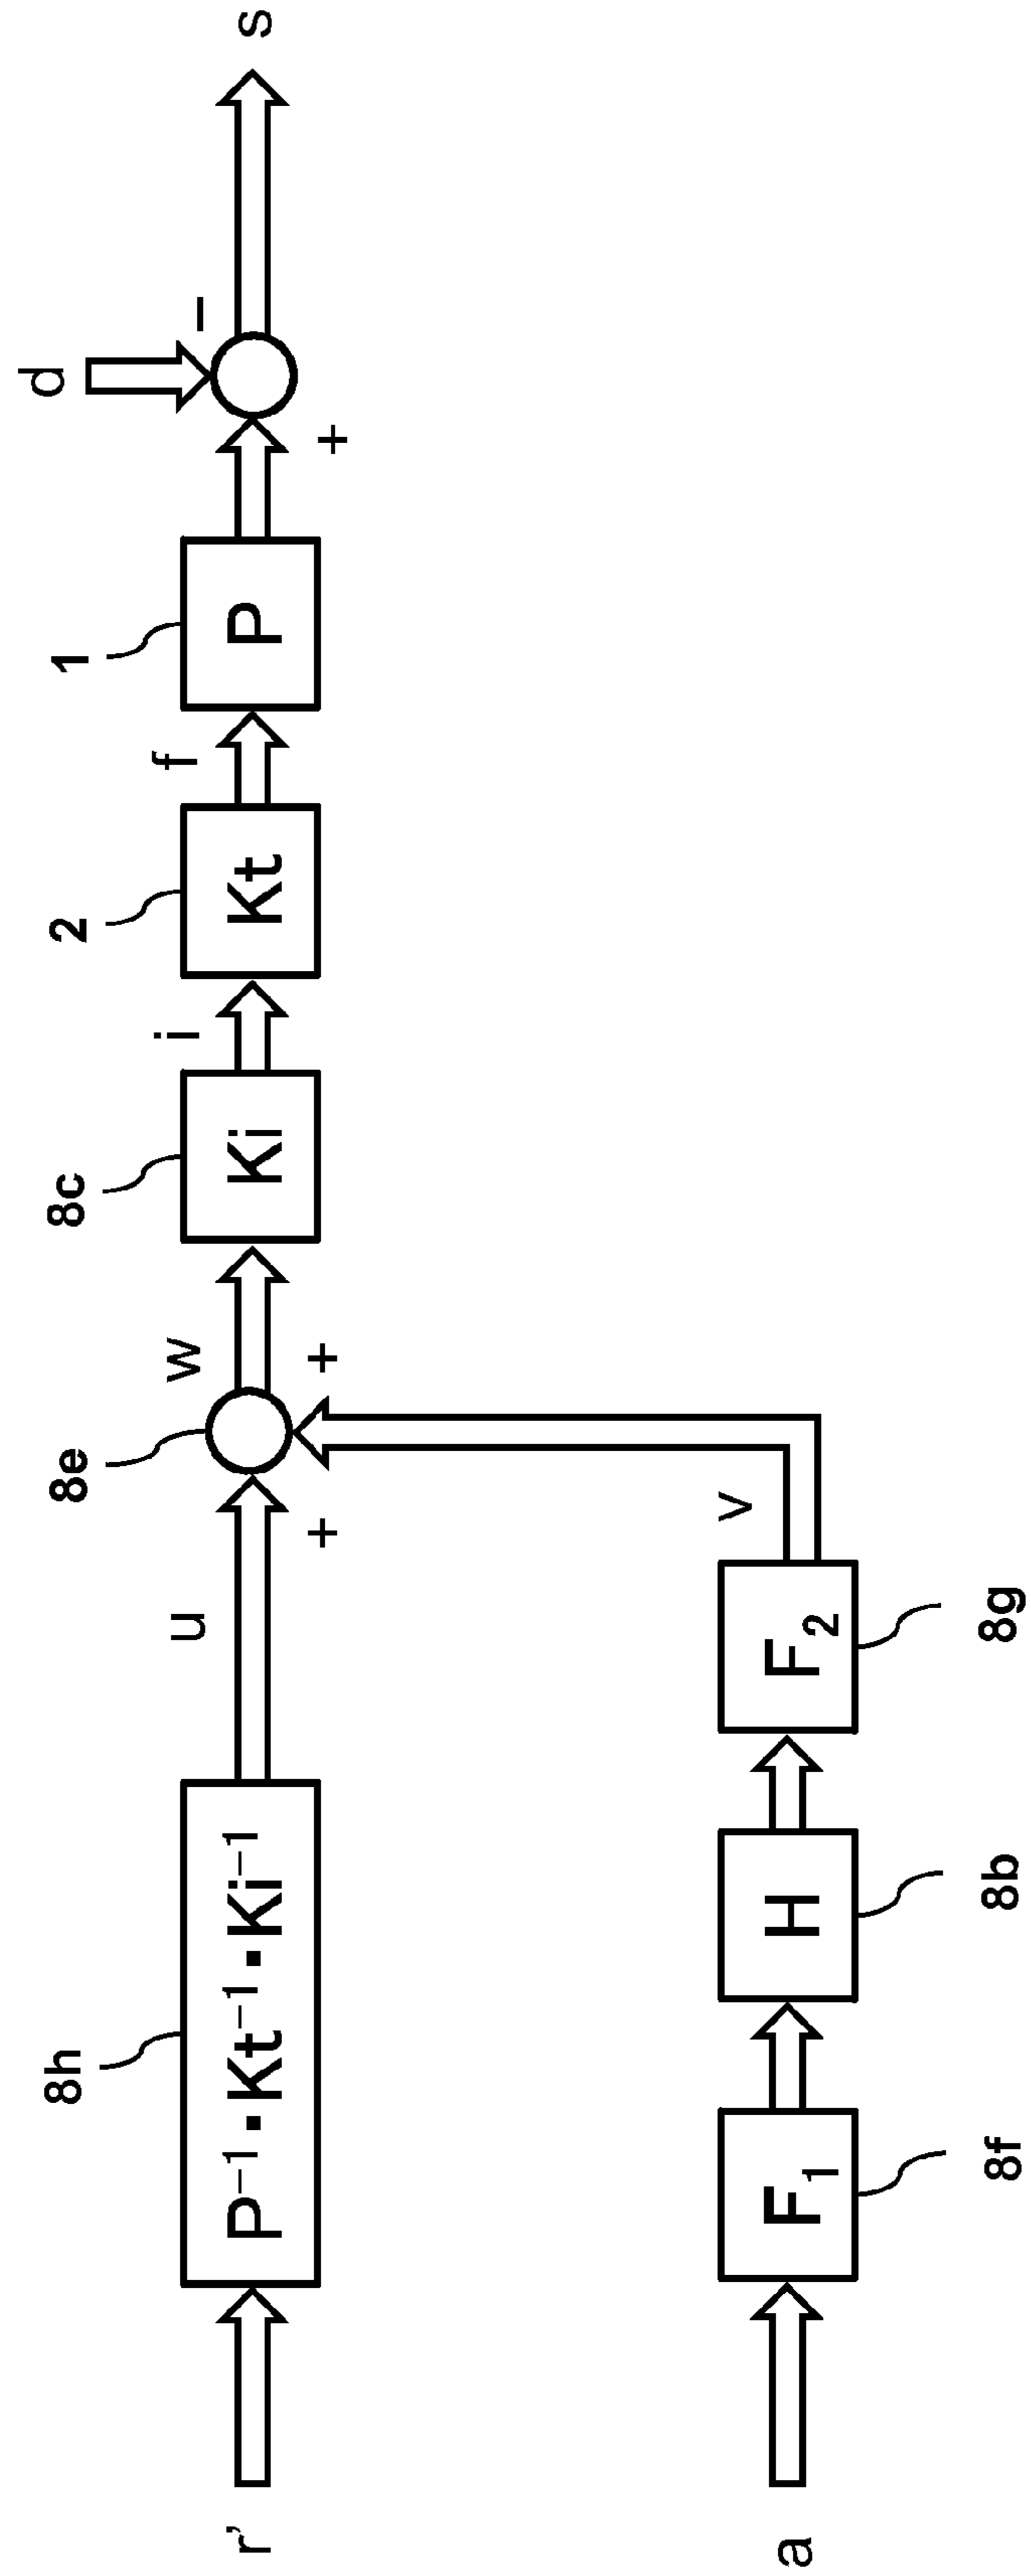 8h
8e
8c
2
1
d
−
r’
P⁻¹▪Kt⁻¹▪Ki⁻¹
u
w
Ki
i
Kt
f
P
s
+
+
+
v
a
F₁
H
F₂
8f
8b
8g